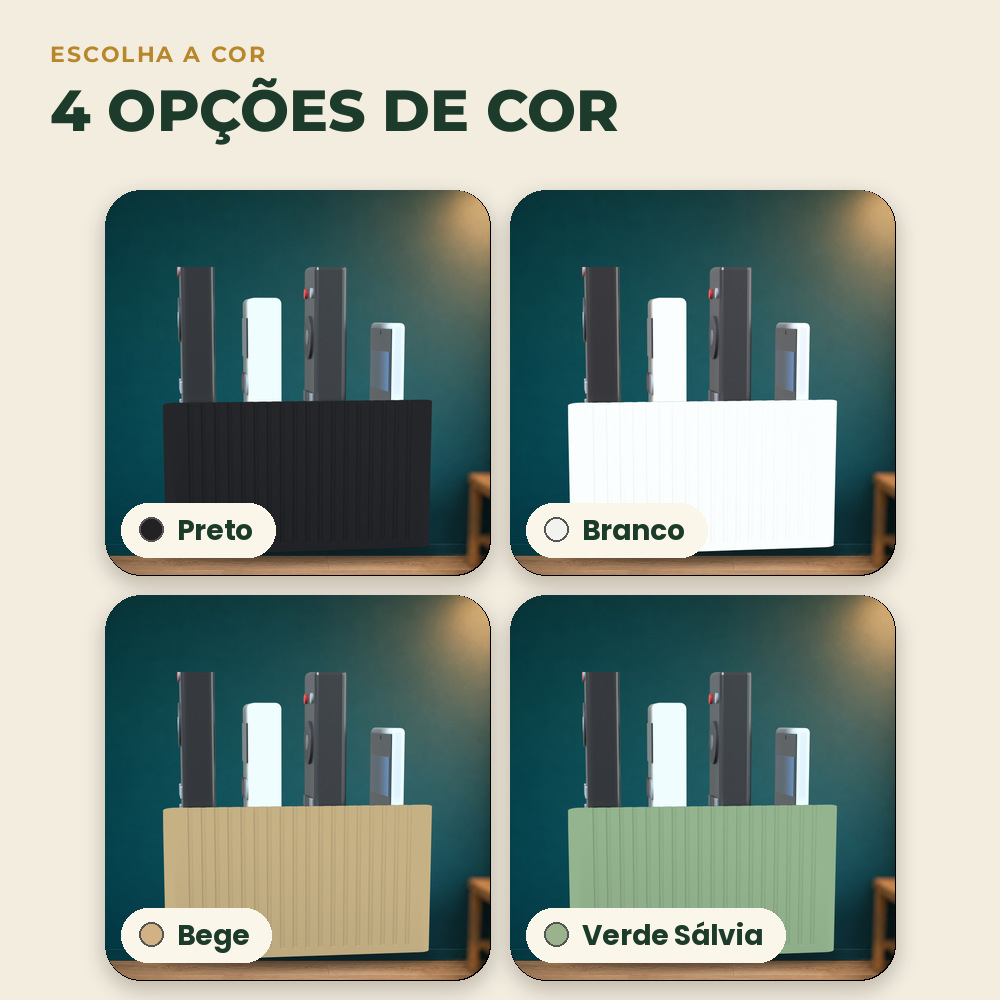 ESCOLHA A COR
4 OPÇÕES DE COR
Preto
Branco
Bege
Verde Sálvia